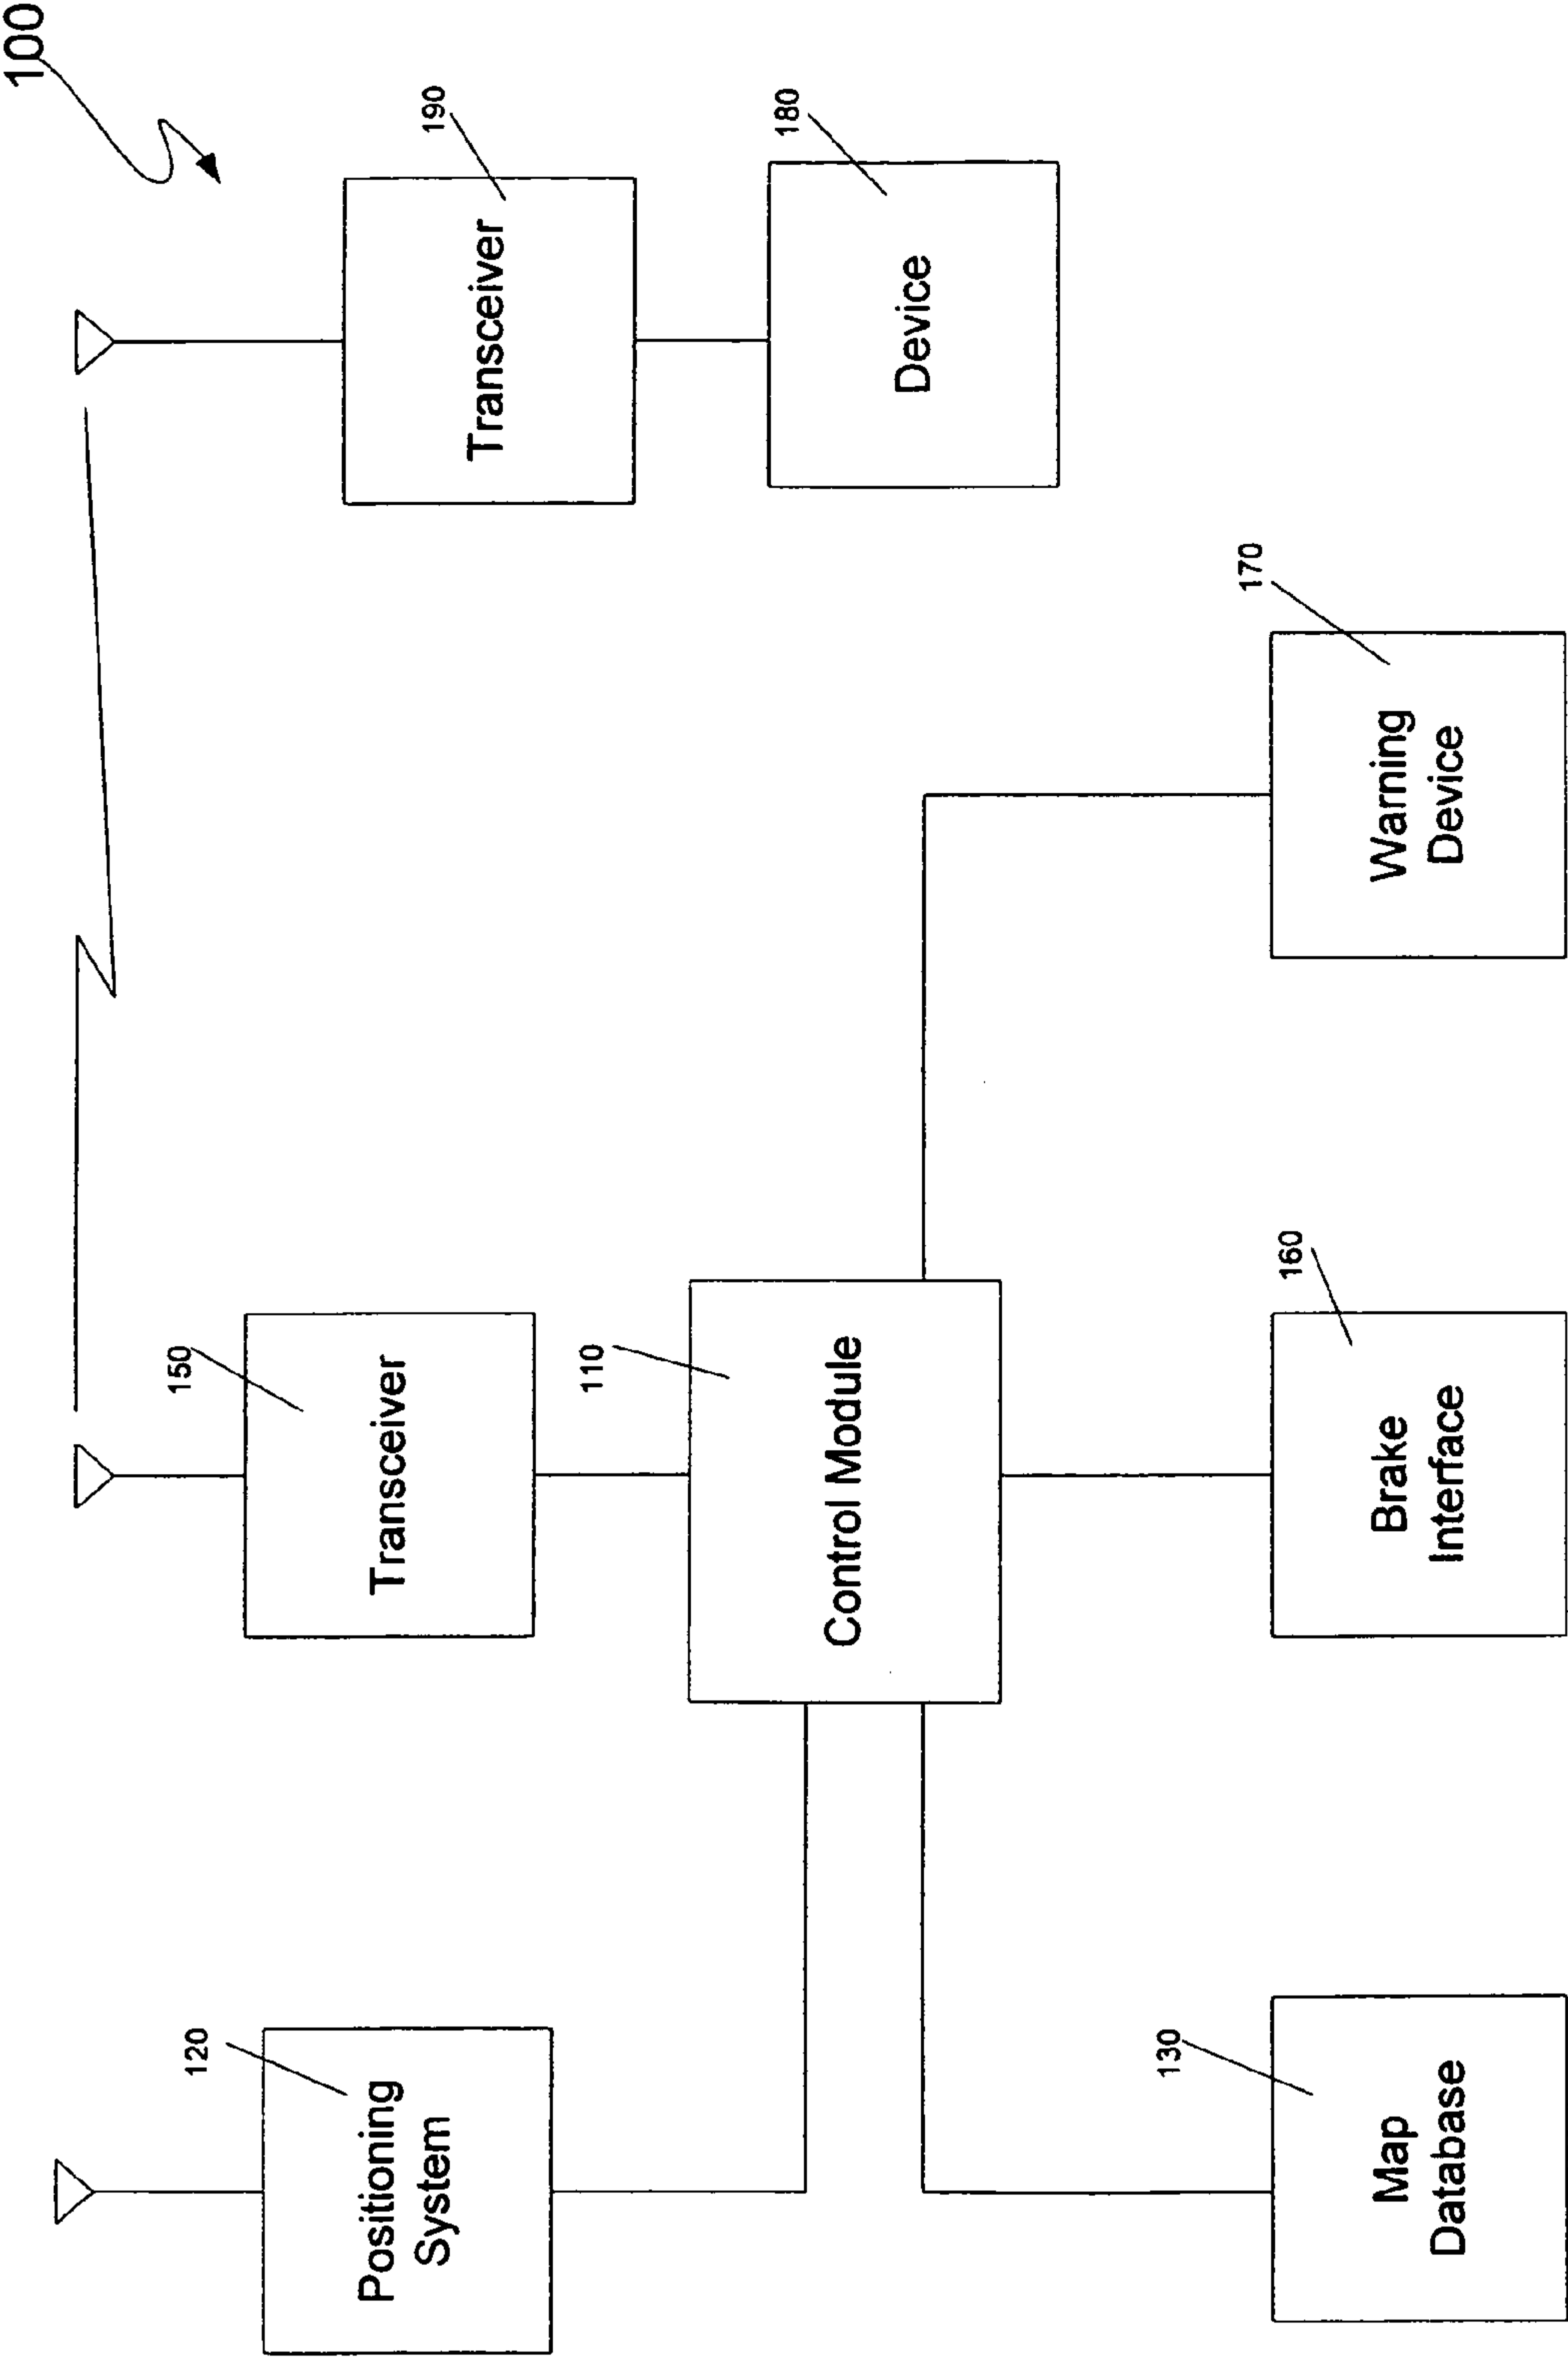 100
120
Positioning
System
150
Transceiver
190
Transceiver
110
Control Module
180
Device
130
Map
Database
160
Brake
Interface
170
Warning
Device